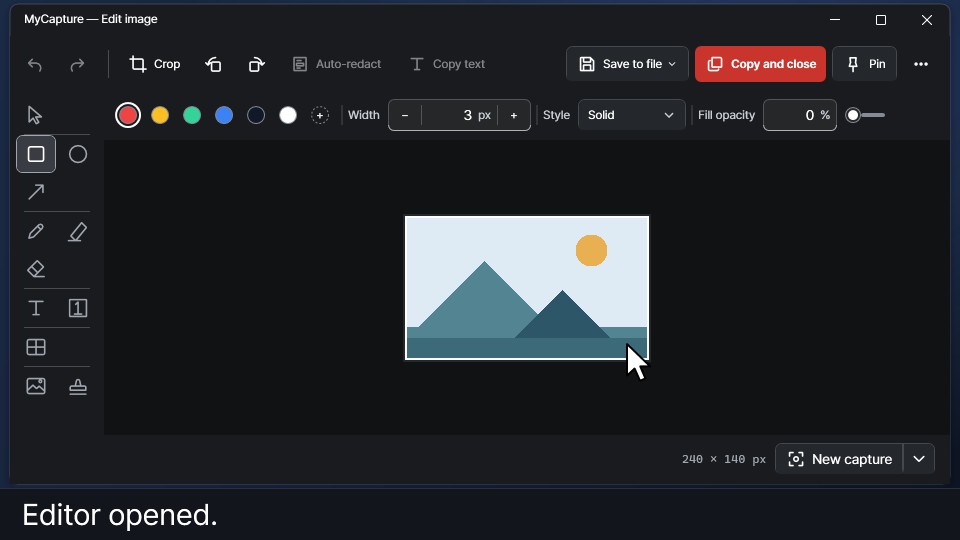 MyCapture — Edit image
Crop
Auto-redact
Copy text
Save to file
Copy and close
Pin
Width
− 3 px +
Style
Solid
Fill opacity
0 %
T
1
240 × 140 px
New capture
Editor opened.